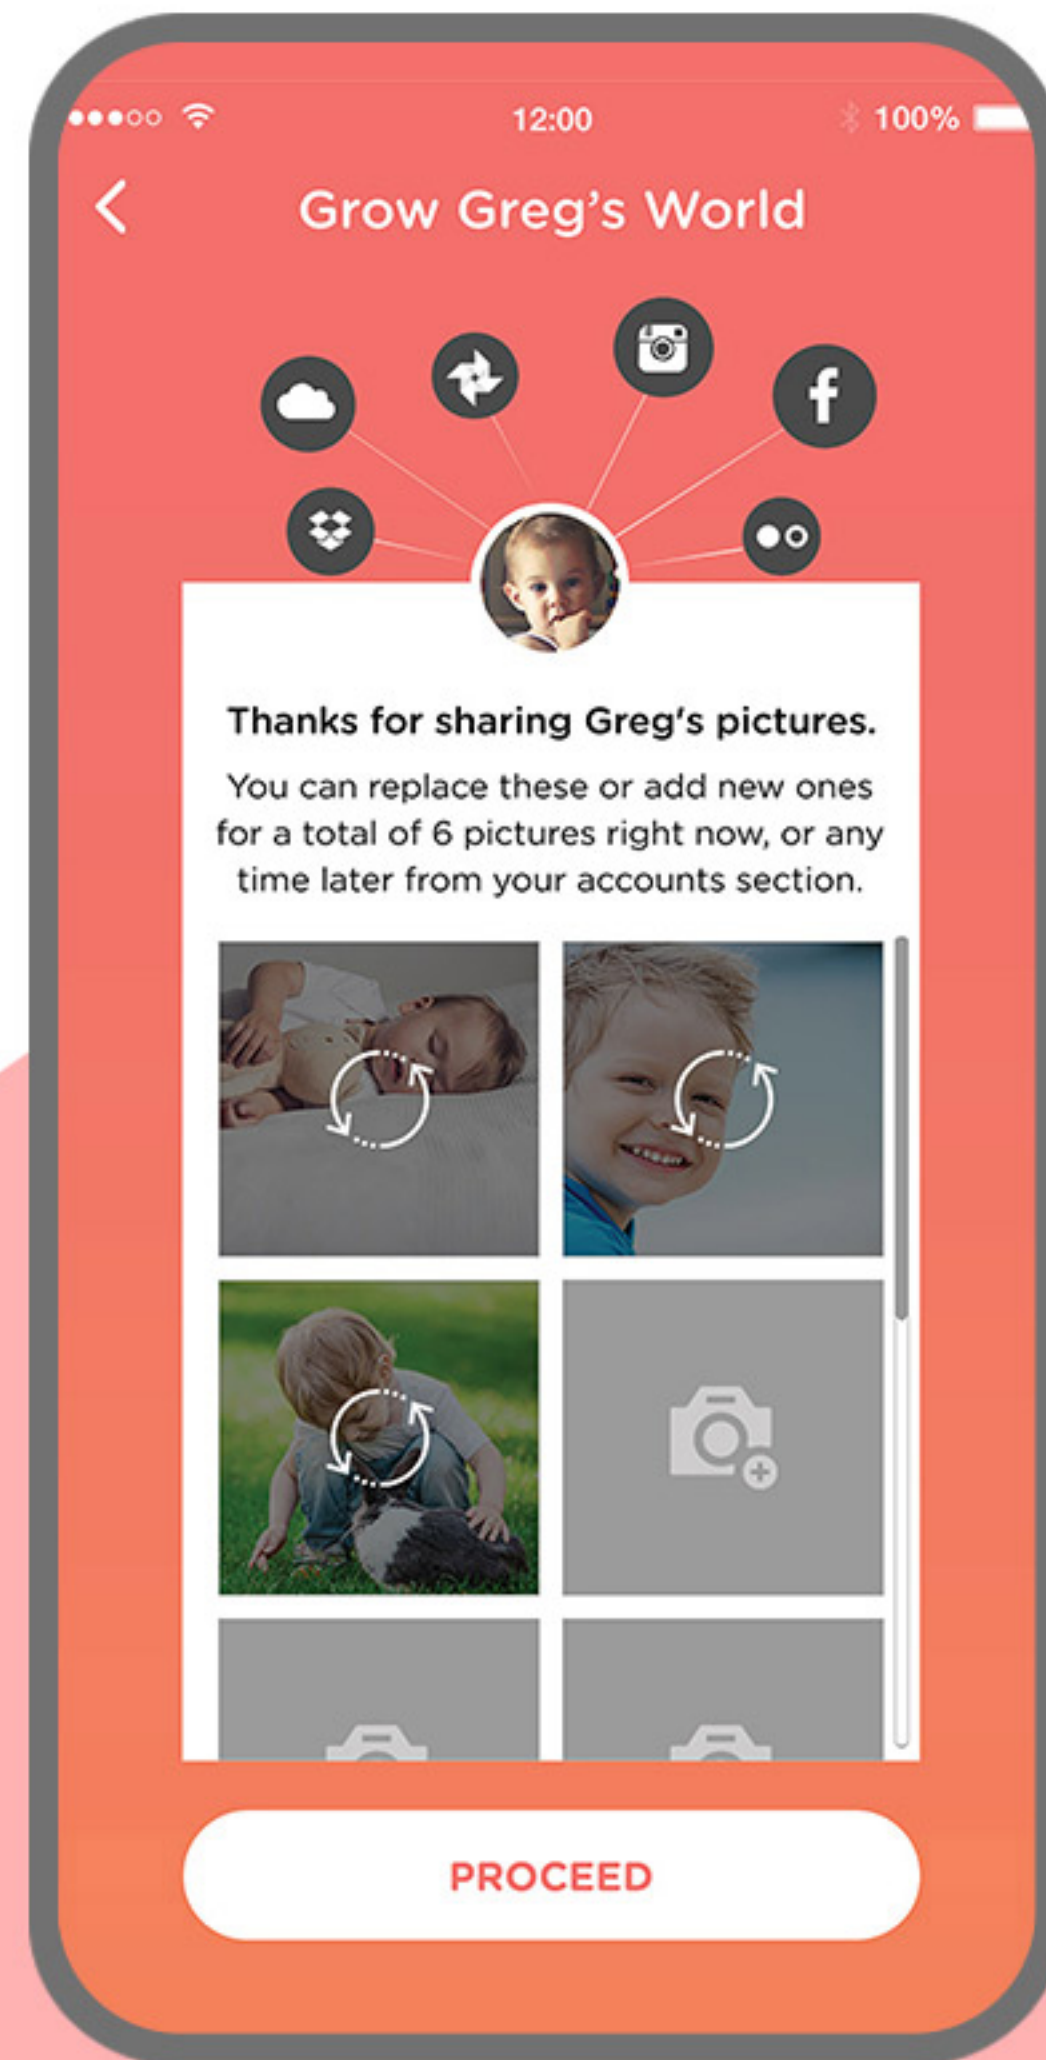 12:00
100%
Grow Greg's World
f
Thanks for sharing Greg's pictures.
You can replace these or add new ones
for a total of 6 pictures right now, or any
time later from your accounts section.
PROCEED